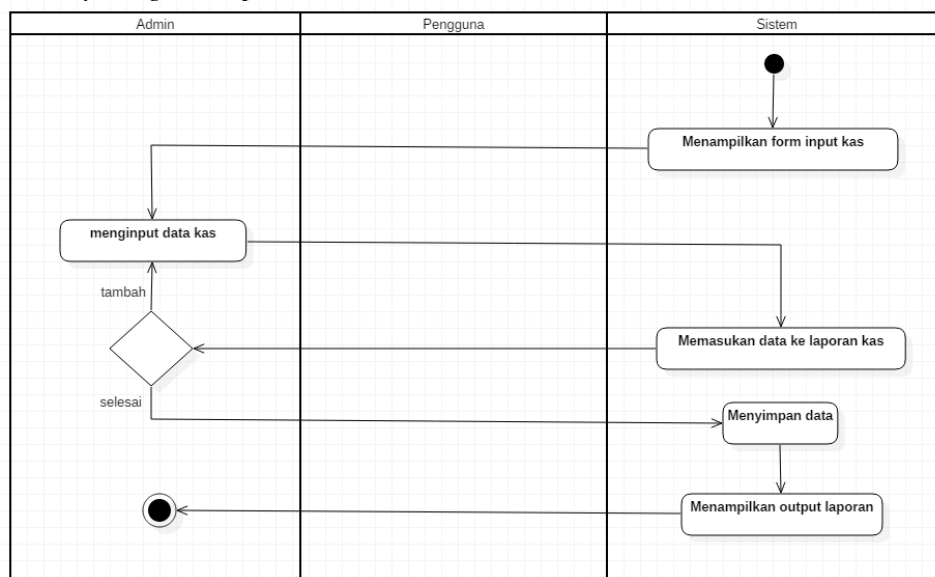 Admin
Pengguna
Sistem
Menampilkan form input kas
menginput data kas
tambah
Memasukan data ke laporan kas
selesai
Menyimpan data
Menampilkan output laporan